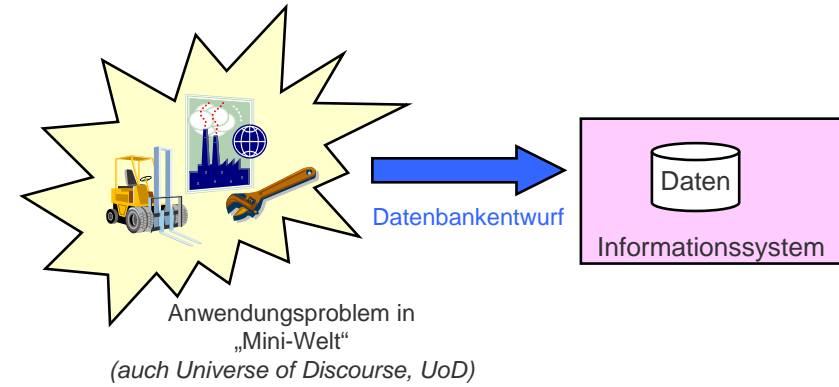 Daten
Datenbankentwurf
Informationssystem
Anwendungsproblem in
„Mini-Welt“
(auch Universe of Discourse, UoD)